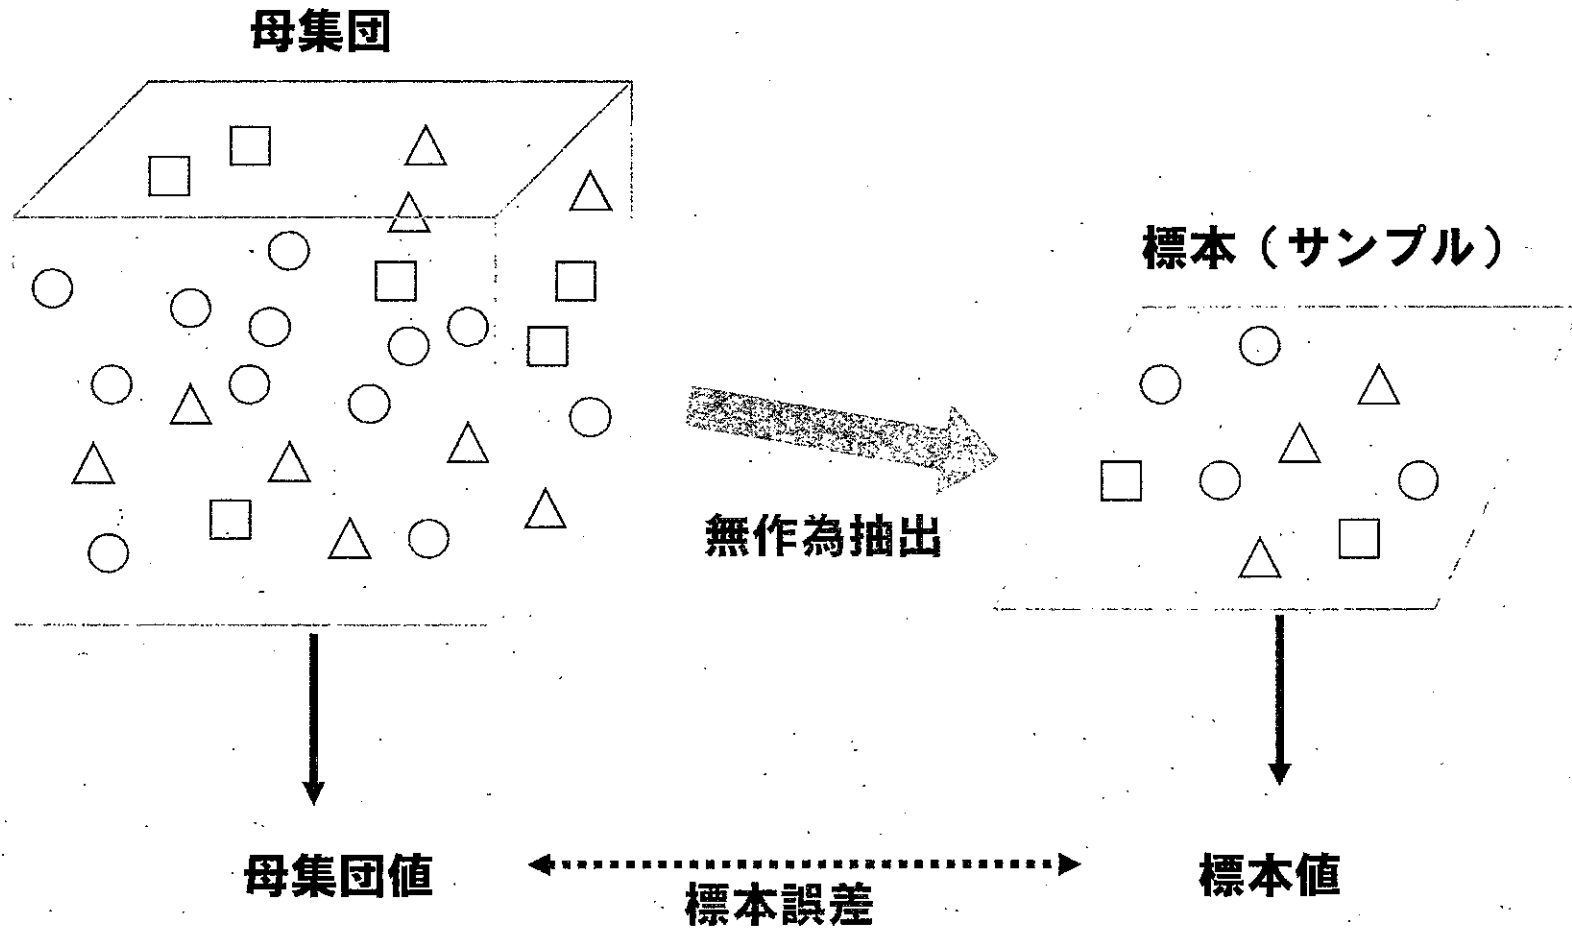 母集団
標本（サンプル）
無作為抽出
母集団値
標本誤差
標本値